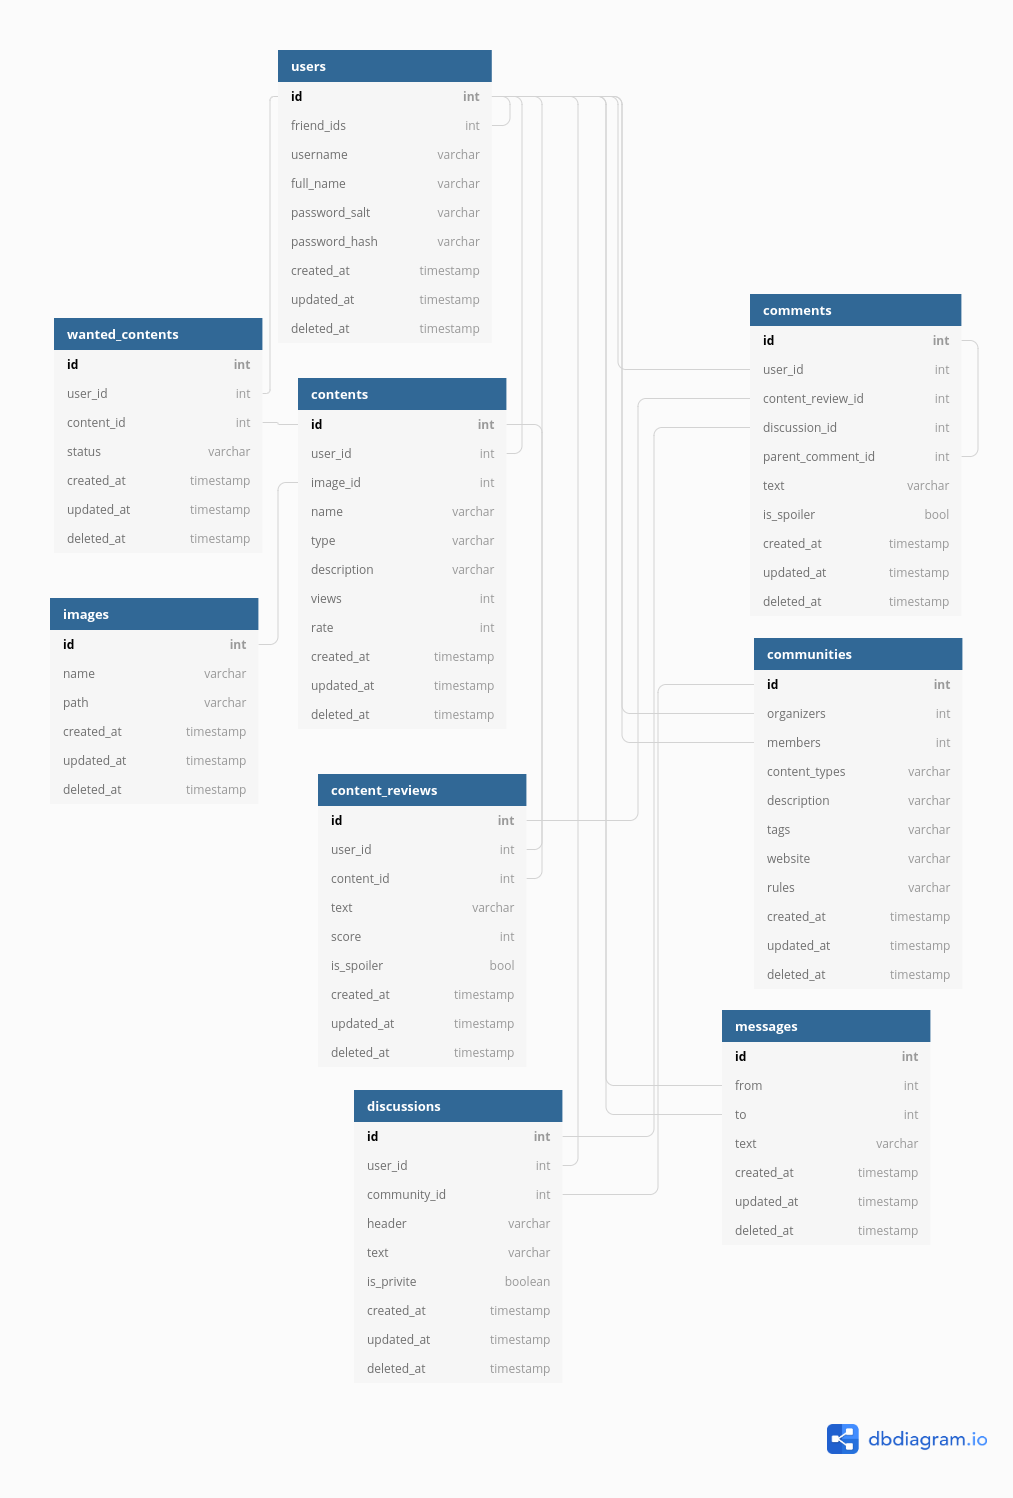 users
id int
friend_ids int
username varchar
full_name varchar
password_salt varchar
password_hash varchar
created_at timestamp
updated_at timestamp
deleted_at timestamp
wanted_contents
id int
user_id int
content_id int
status varchar
created_at timestamp
updated_at timestamp
deleted_at timestamp
contents
id int
user_id int
image_id int
name varchar
type varchar
description varchar
views int
rate int
created_at timestamp
updated_at timestamp
deleted_at timestamp
images
id int
name varchar
path varchar
created_at timestamp
updated_at timestamp
deleted_at timestamp
content_reviews
id int
user_id int
content_id int
text varchar
score int
is_spoiler bool
created_at timestamp
updated_at timestamp
deleted_at timestamp
discussions
id int
user_id int
community_id int
header varchar
text varchar
is_privite boolean
created_at timestamp
updated_at timestamp
deleted_at timestamp
comments
id int
user_id int
content_review_id int
discussion_id int
parent_comment_id int
text varchar
is_spoiler bool
created_at timestamp
updated_at timestamp
deleted_at timestamp
communities
id int
organizers int
members int
content_types varchar
description varchar
tags varchar
website varchar
rules varchar
created_at timestamp
updated_at timestamp
deleted_at timestamp
messages
id int
from int
to int
text varchar
created_at timestamp
updated_at timestamp
deleted_at timestamp
dbdiagram.io